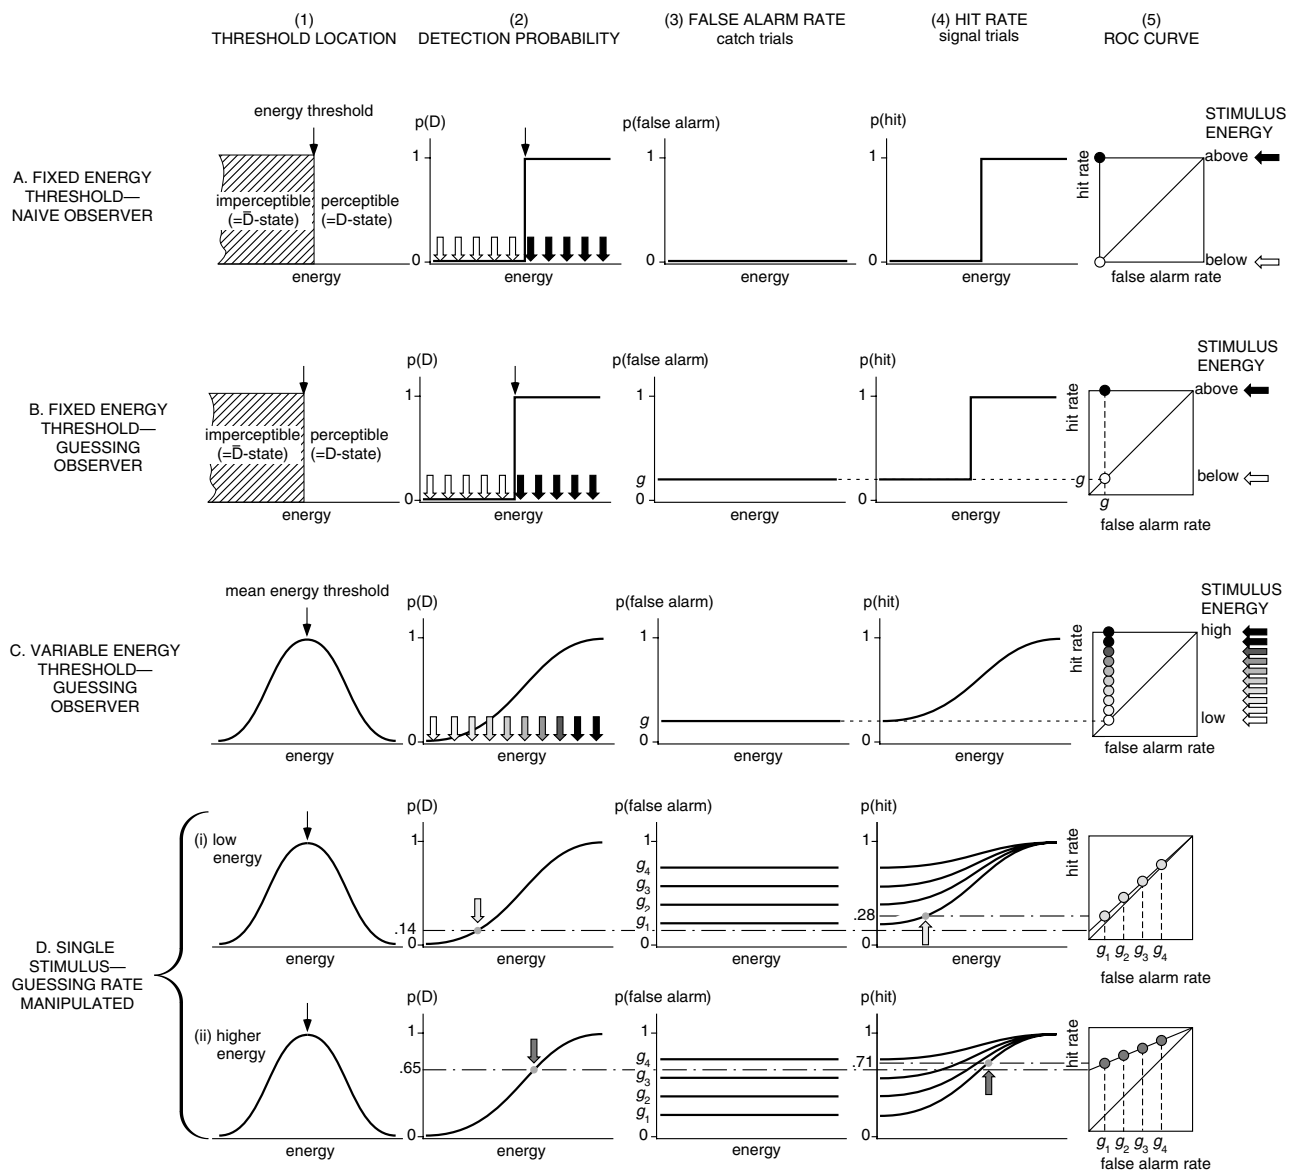 (1)
THRESHOLD LOCATION
(2)
DETECTION PROBABILITY
(3) FALSE ALARM RATE
catch trials
(4) HIT RATE
signal trials
(5)
ROC CURVE
A. FIXED ENERGY
THRESHOLD—
NAIVE OBSERVER
energy threshold
imperceptible
(=D̅-state)
perceptible
(=D-state)
energy
p(D)
1
0
energy
p(false alarm)
1
0
energy
p(hit)
1
0
energy
hit rate
false alarm rate
STIMULUS
ENERGY
above
below
B. FIXED ENERGY
THRESHOLD—
GUESSING
OBSERVER
imperceptible
(=D̅-state)
perceptible
(=D-state)
energy
p(D)
1
0
energy
p(false alarm)
1
g
0
energy
p(hit)
1
0
energy
hit rate
g
g
false alarm rate
STIMULUS
ENERGY
above
below
C. VARIABLE ENERGY
THRESHOLD—
GUESSING
OBSERVER
mean energy threshold
energy
p(D)
1
0
energy
p(false alarm)
1
g
0
energy
p(hit)
1
0
energy
hit rate
false alarm rate
STIMULUS
ENERGY
high
low
D. SINGLE
STIMULUS—
GUESSING RATE
MANIPULATED
(i) low
energy
energy
p(D)
1
.14
0
energy
p(false alarm)
1
g4
g3
g2
g1
0
energy
p(hit)
1
.28
0
energy
hit rate
g1 g2 g3 g4
false alarm rate
(ii) higher
energy
energy
p(D)
1
.65
0
energy
p(false alarm)
1
g4
g3
g2
g1
0
energy
p(hit)
1
.71
0
energy
hit rate
g1 g2 g3 g4
false alarm rate